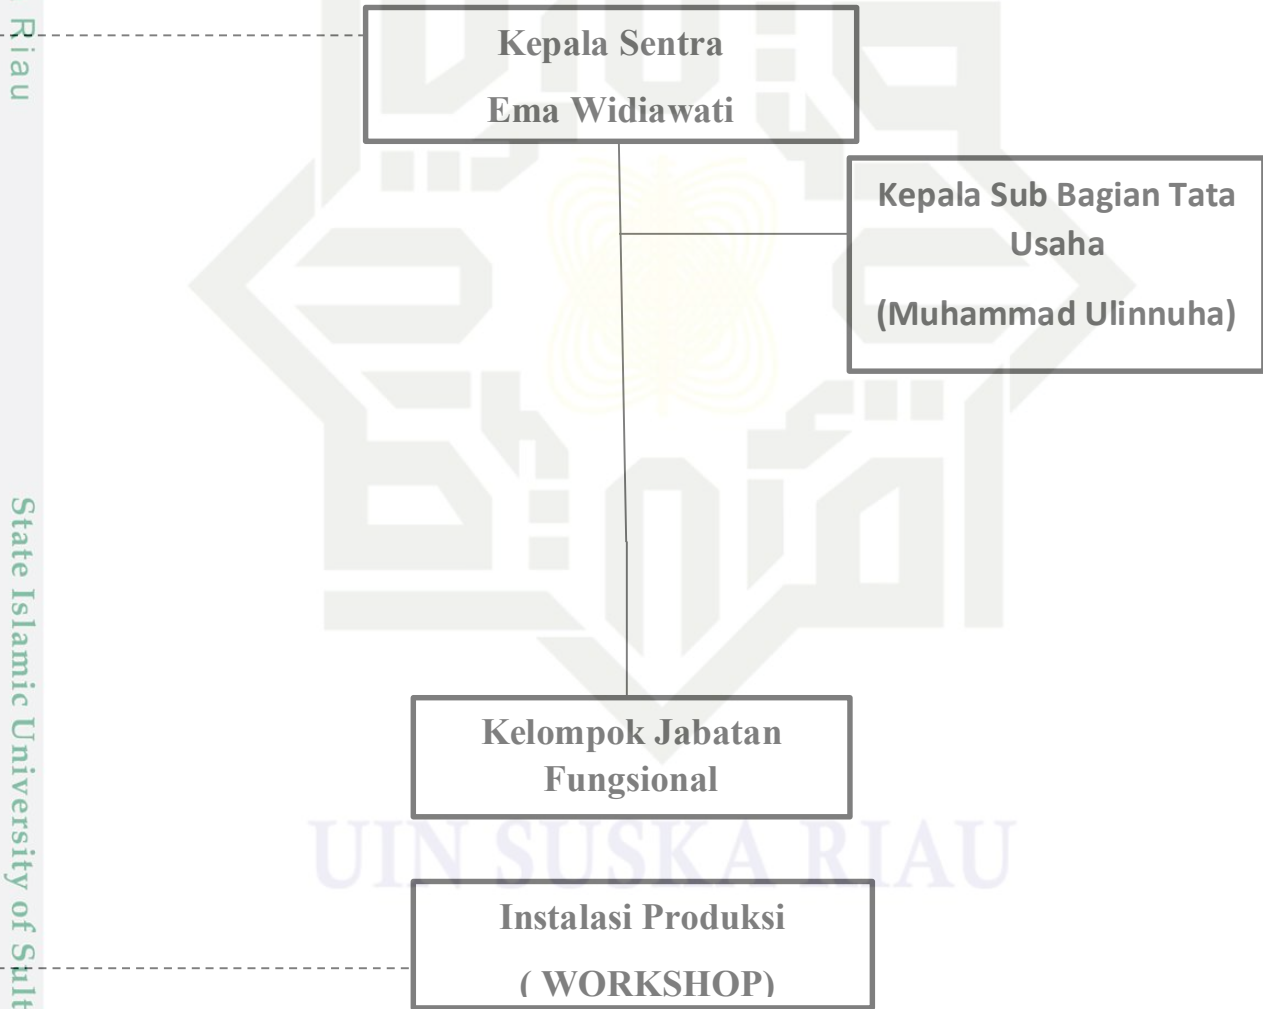 Riau
Kepala Sentra
Ema Widiawati
Kepala Sub Bagian Tata
Usaha
(Muhammad Ulinnuha)
State Islamic University of Sult
Kelompok Jabatan
Fungsional
UIN SUSKA RIAU
Instalasi Produksi
( WORKSHOP)